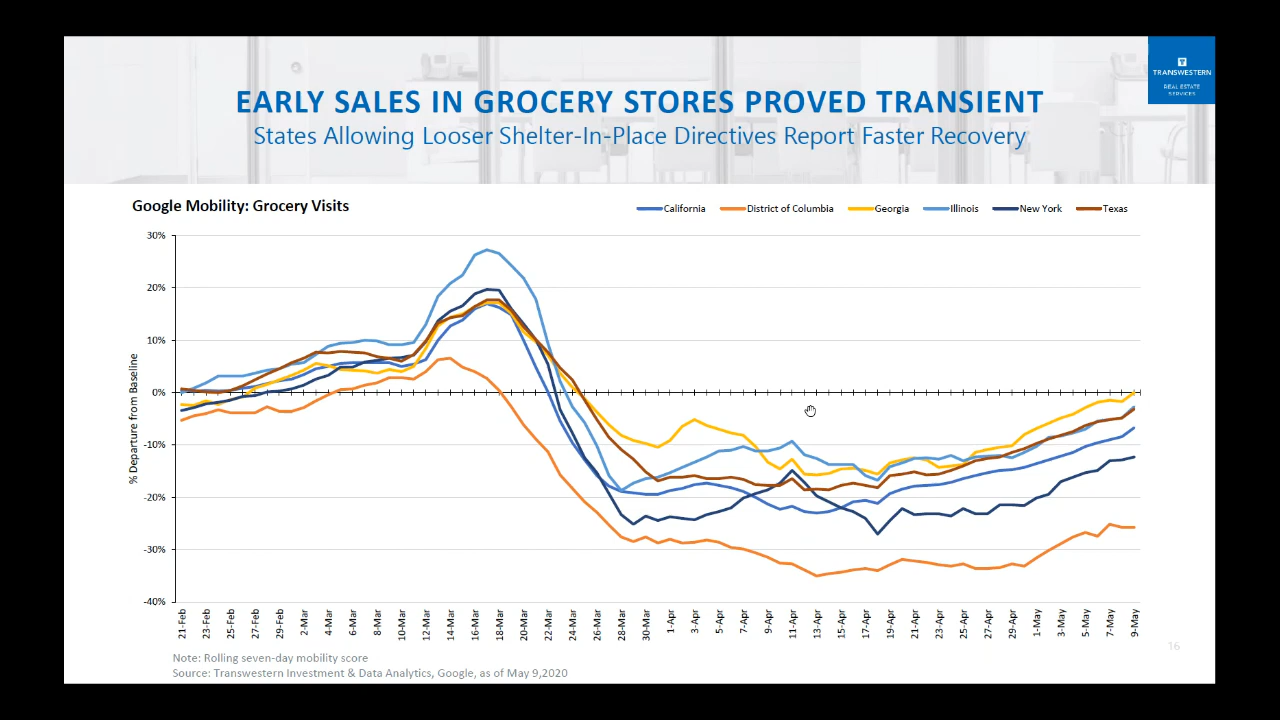 EARLY SALES IN GROCERY STORES PROVED TRANSIENT
States Allowing Looser Shelter-In-Place Directives Report Faster Recovery
TRANSWESTERN
REAL ESTATE
SERVICES
Google Mobility: Grocery Visits
California District of Columbia Georgia Illinois New York Texas
% Departure from Baseline
30%
20%
10%
0%
-10%
-20%
-30%
-40%
21-Feb 23-Feb 25-Feb 27-Feb 29-Feb 2-Mar 4-Mar 6-Mar 8-Mar 10-Mar 12-Mar 14-Mar 16-Mar 18-Mar 20-Mar 22-Mar 24-Mar 26-Mar 28-Mar 30-Mar 1-Apr 3-Apr 5-Apr 7-Apr 9-Apr 11-Apr 13-Apr 15-Apr 17-Apr 19-Apr 21-Apr 23-Apr 25-Apr 27-Apr 29-Apr 1-May 3-May 5-May 7-May 9-May
16
Note: Rolling seven-day mobility score
Source: Transwestern Investment & Data Analytics, Google, as of May 9,2020